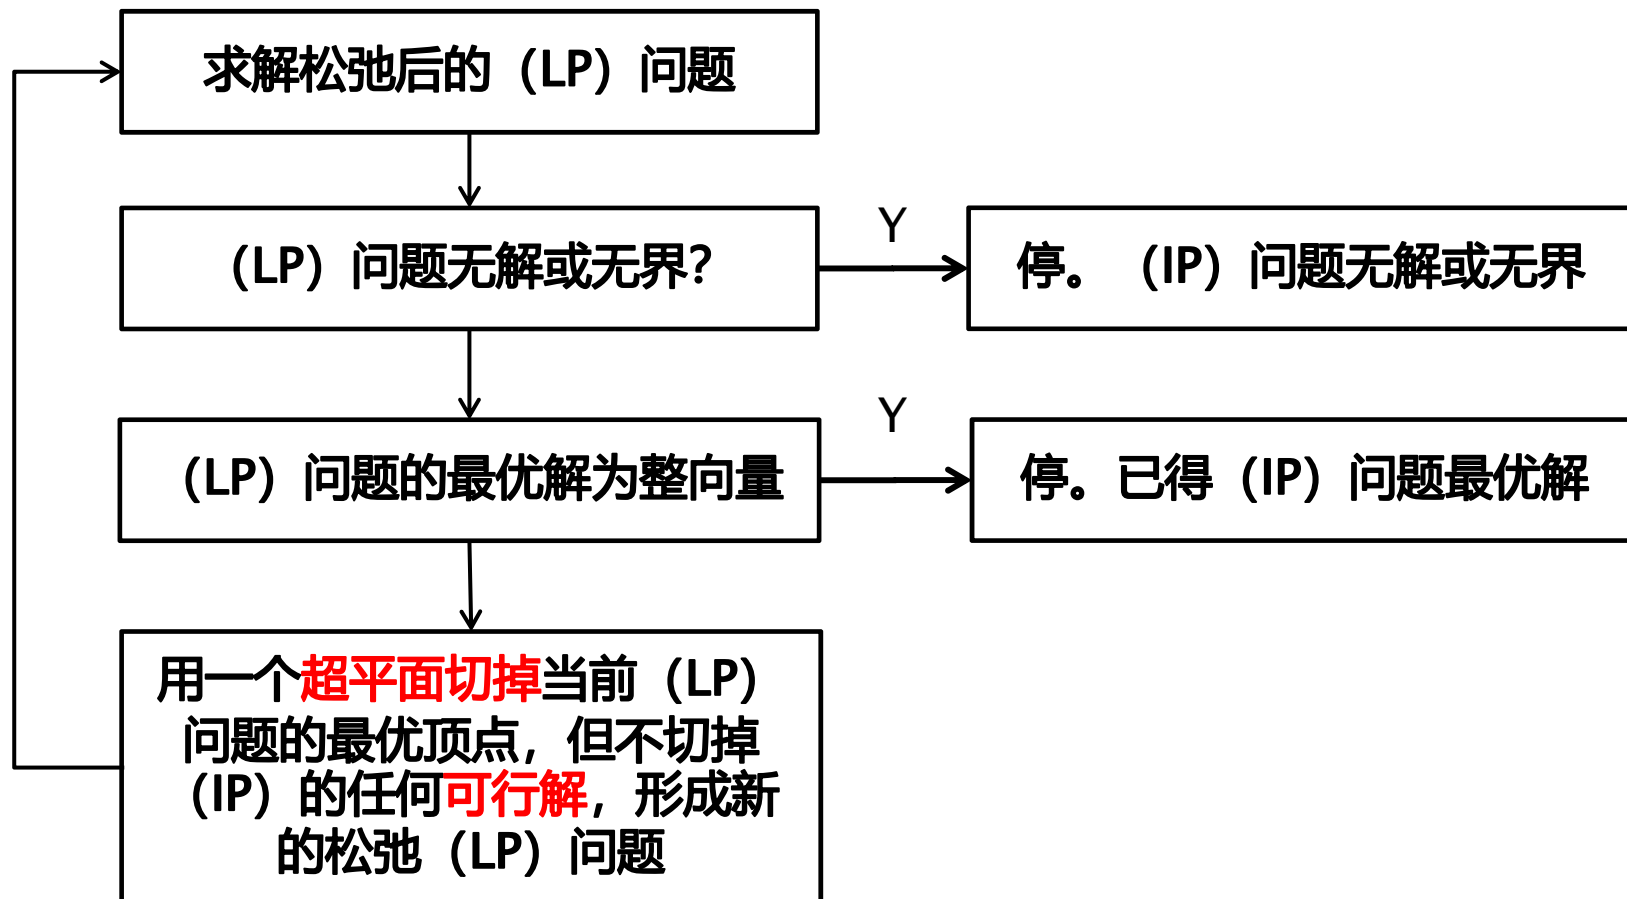 求解松弛后的（LP）问题
（LP）问题无解或无界？
Y
停。（IP）问题无解或无界
（LP）问题的最优解为整向量
Y
停。已得（IP）问题最优解
用一个超平面切掉当前（LP）
问题的最优顶点，但不切掉
（IP）的任何可行解，形成新
的松弛（LP）问题